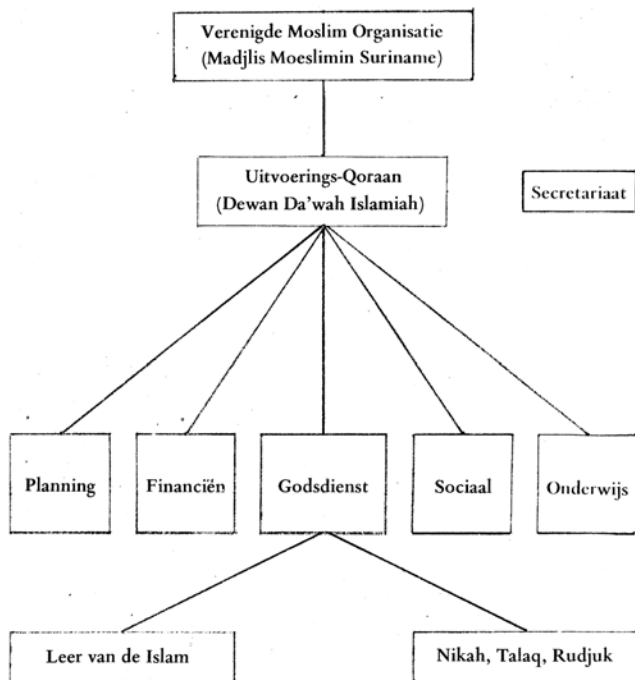 Verenigde Moslim Organisatie
(Madjlis Moeslimin Suriname)
Uitvoerings-Qoraan
(Dewan Da'wah Islamiah)
Secretariaat
Planning
Financiën
Godsdienst
Sociaal
Onderwijs
Leer van de Islam
Nikah, Talaq, Rudjuk